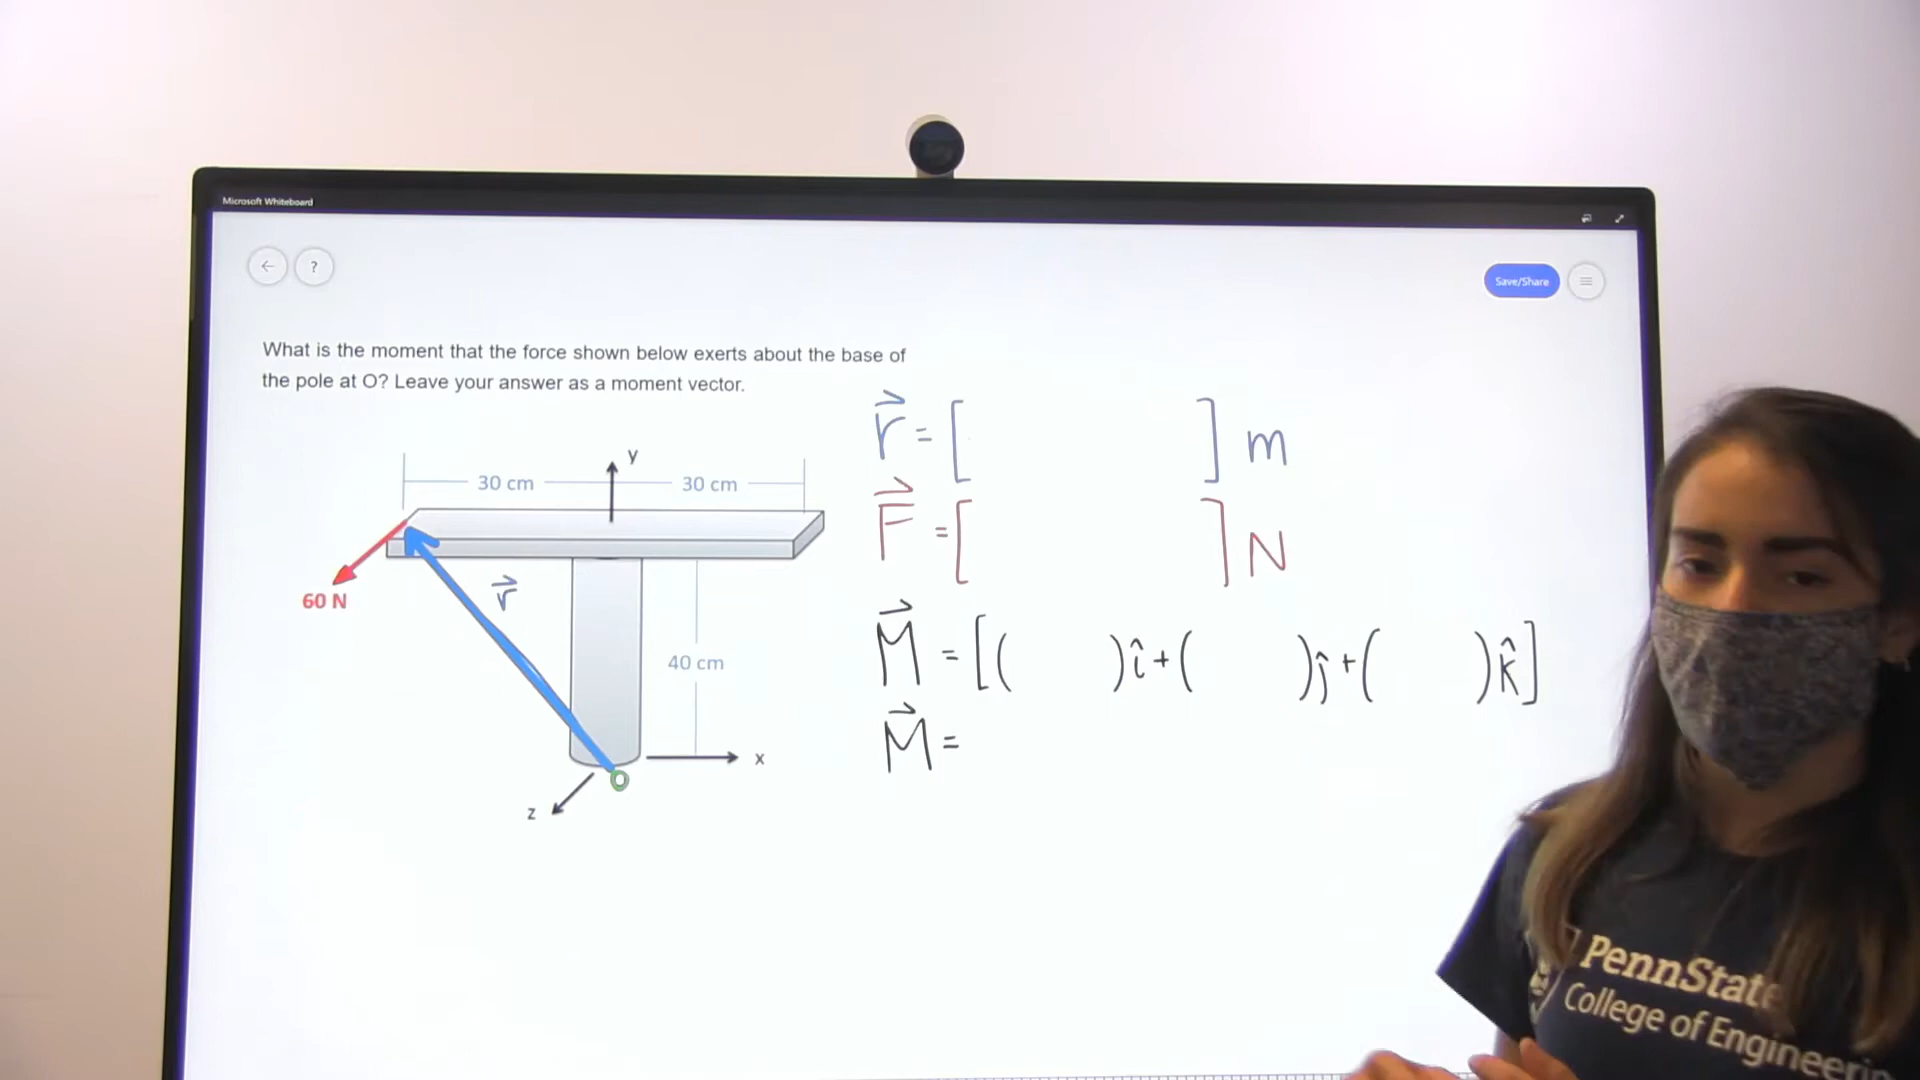 Microsoft Whiteboard
?
Save/Share
What is the moment that the force shown below exerts about the base of
the pole at O? Leave your answer as a moment vector.
y
30 cm
30 cm
60 N
r⃗
40 cm
x
z
r⃗ = [ ] m
F⃗ = [ ] N
M⃗ = [( )î + ( )ĵ + ( )k̂]
M⃗ =
PennState
College of Engineerin